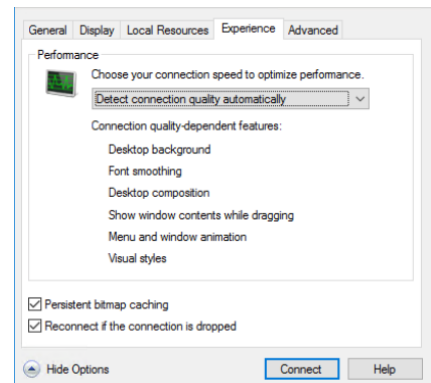 General Display Local Resources Experience Advanced
Performance
Choose your connection speed to optimize performance.
Detect connection quality automatically
Connection quality-dependent features:
Desktop background
Font smoothing
Desktop composition
Show window contents while dragging
Menu and window animation
Visual styles
Persistent bitmap caching
Reconnect if the connection is dropped
Hide Options Connect Help